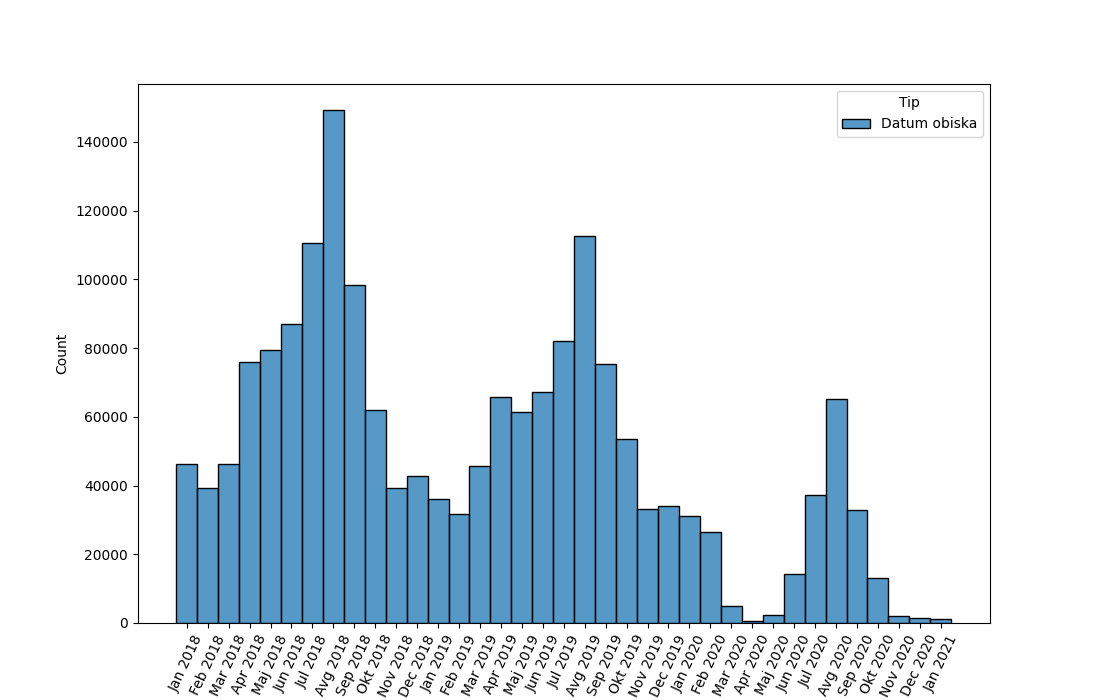 Tip
Datum obiska
140000
120000
100000
80000
60000
40000
20000
0
Count
Jan 2018
Feb 2018
Mar 2018
Apr 2018
Maj 2018
Jun 2018
Jul 2018
Avg 2018
Sep 2018
Okt 2018
Nov 2018
Dec 2018
Jan 2019
Feb 2019
Mar 2019
Apr 2019
Maj 2019
Jun 2019
Jul 2019
Avg 2019
Sep 2019
Okt 2019
Nov 2019
Dec 2019
Jan 2020
Feb 2020
Mar 2020
Apr 2020
Maj 2020
Jun 2020
Jul 2020
Avg 2020
Sep 2020
Okt 2020
Nov 2020
Dec 2020
Jan 2021